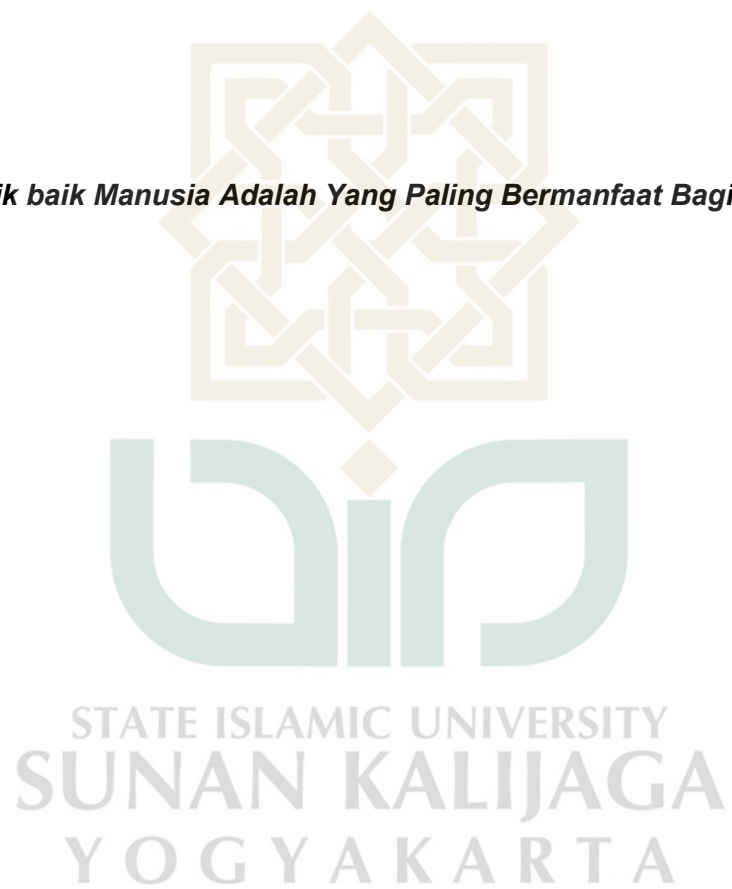 baik Manusia Adalah Yang Paling Bermanfaat Bagi
STATE ISLAMIC UNIVERSITY
SUNAN KALIJAGA
YOGYAKARTA